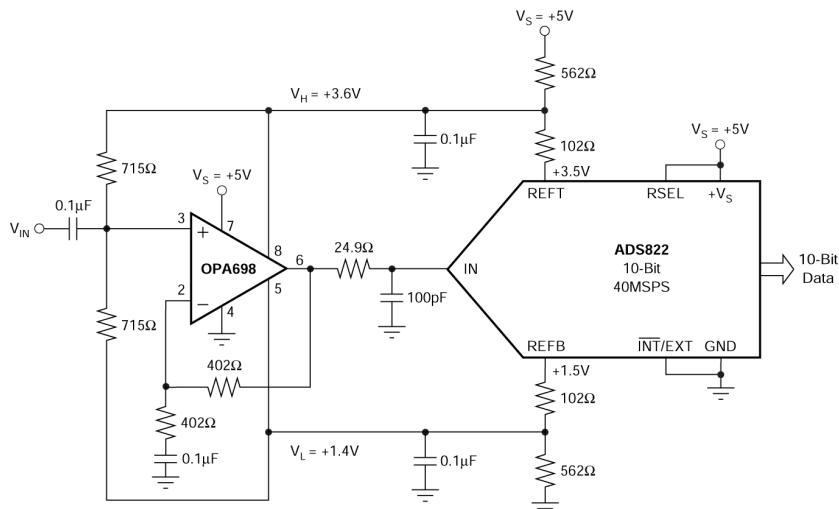 V_S = +5V
562Ω
V_H = +3.6V
0.1μF
102Ω
V_S = +5V
+3.5V
715Ω
V_S = +5V
REFT
RSEL
+V_S
0.1μF
7
V_IN
3
+
8
24.9Ω
ADS822
OPA698
6
IN
10-Bit
10-Bit
Data
2
−
5
40MSPS
4
100pF
715Ω
REFB
INT/EXT
GND
402Ω
+1.5V
102Ω
402Ω
V_L = +1.4V
0.1μF
0.1μF
562Ω